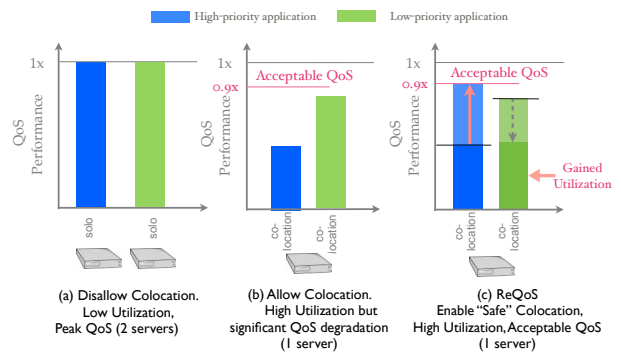 High-priority application
Low-priority application
1x
QoS
Performance
solo
solo
(a) Disallow Colocation.
Low Utilization,
Peak QoS (2 servers)
1x
Acceptable QoS
0.9x
QoS
Performance
co-
location
co-
location
(b) Allow Colocation.
High Utilization but
significant QoS degradation
(1 server)
1x
Acceptable QoS
0.9x
QoS
Performance
Gained
Utilization
co-
location
co-
location
(c) ReQoS
Enable “Safe” Colocation,
High Utilization, Acceptable QoS
(1 server)